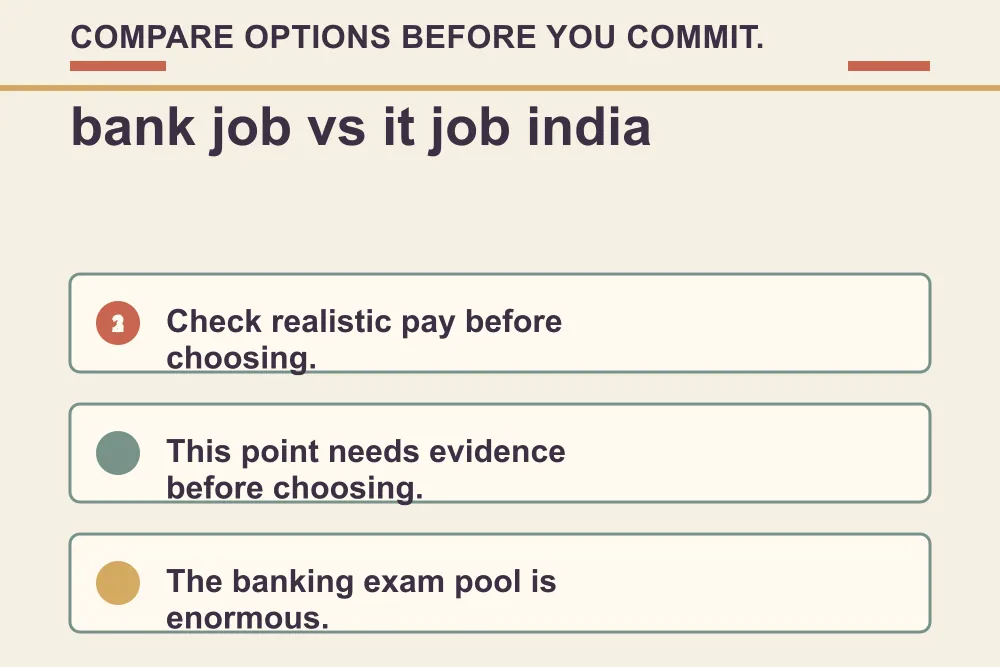 COMPARE OPTIONS BEFORE YOU COMMIT.
bank job vs it job india
Check realistic pay before
choosing.
This point needs evidence
before choosing.
The banking exam pool is
enormous.